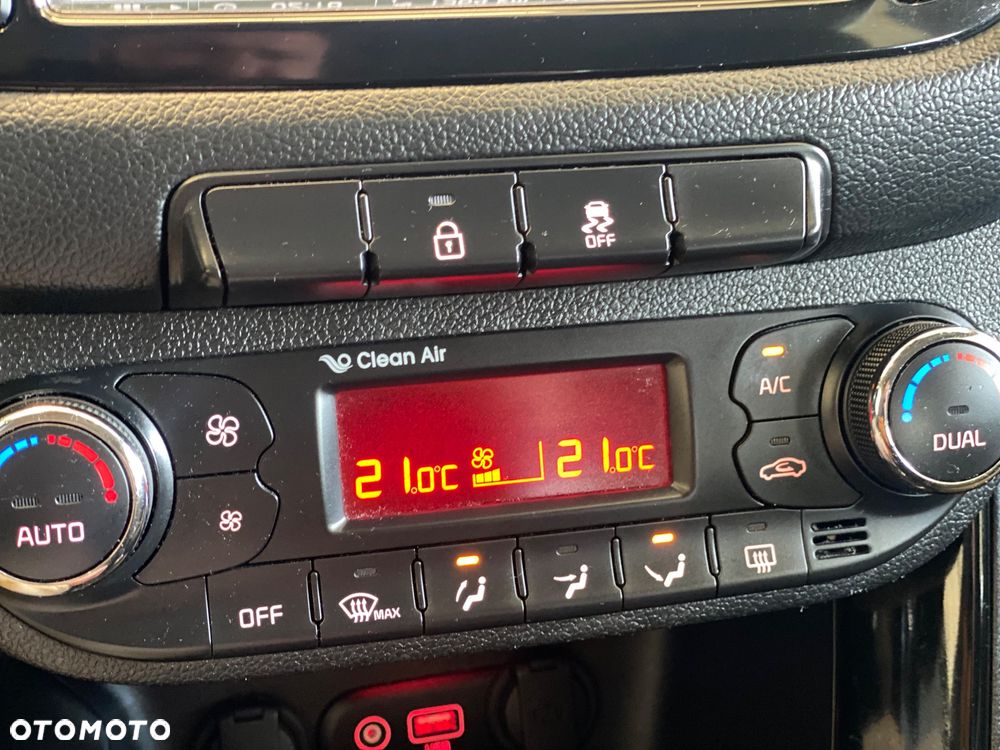 OFF
Clean Air
A/C
21.0°C 21.0°C
DUAL
AUTO
OFF
MAX
OTOMOTO